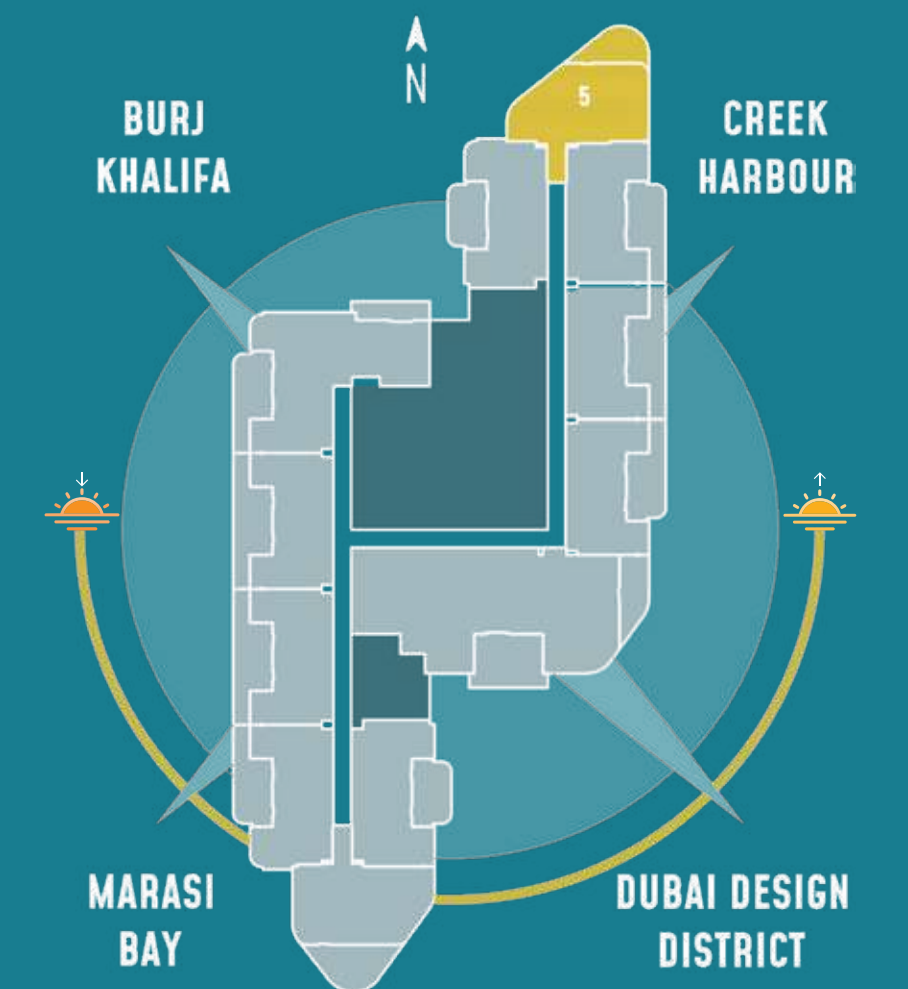 N
5
BURJ
KHALIFA
CREEK
HARBOUR
MARASI
BAY
DUBAI DESIGN
DISTRICT